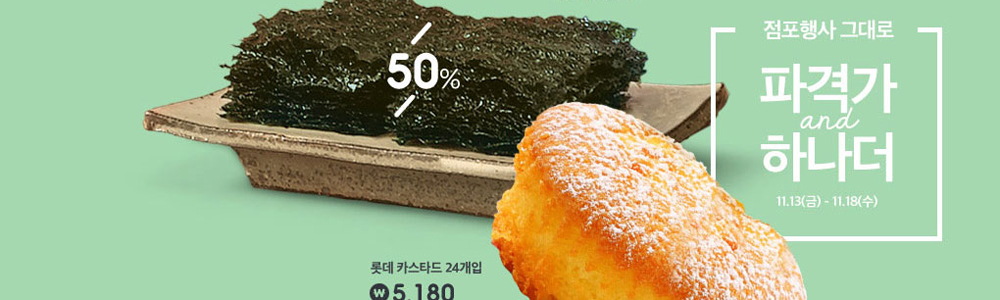 50%
점포행사 그대로
파격가
and
하나더
11.13(금) - 11.18(수)
롯데 카스타드 24개입
₩5,180